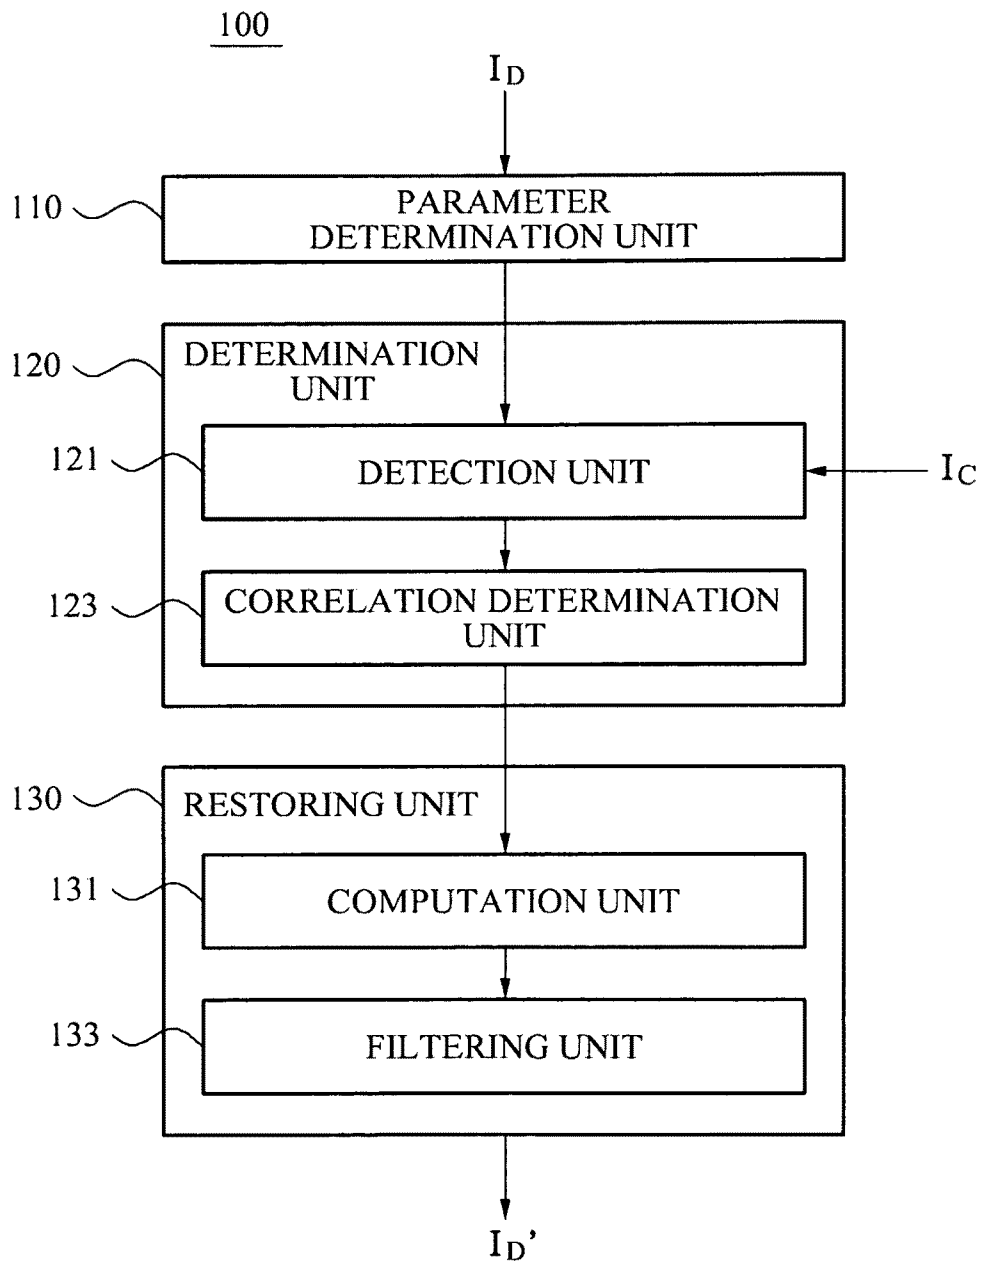 100
I_D
110
PARAMETER
DETERMINATION UNIT
120
DETERMINATION
UNIT
121
DETECTION UNIT
I_C
123
CORRELATION DETERMINATION
UNIT
130
RESTORING UNIT
131
COMPUTATION UNIT
133
FILTERING UNIT
I_D'